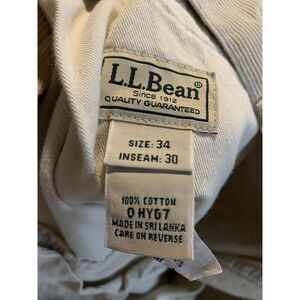 L.L.Bean®
Since 1912
QUALITY GUARANTEED
SIZE: 34
INSEAM: 30
100% COTTON
0 HY67
MADE IN SRI LANKA
CARE ON REVERSE